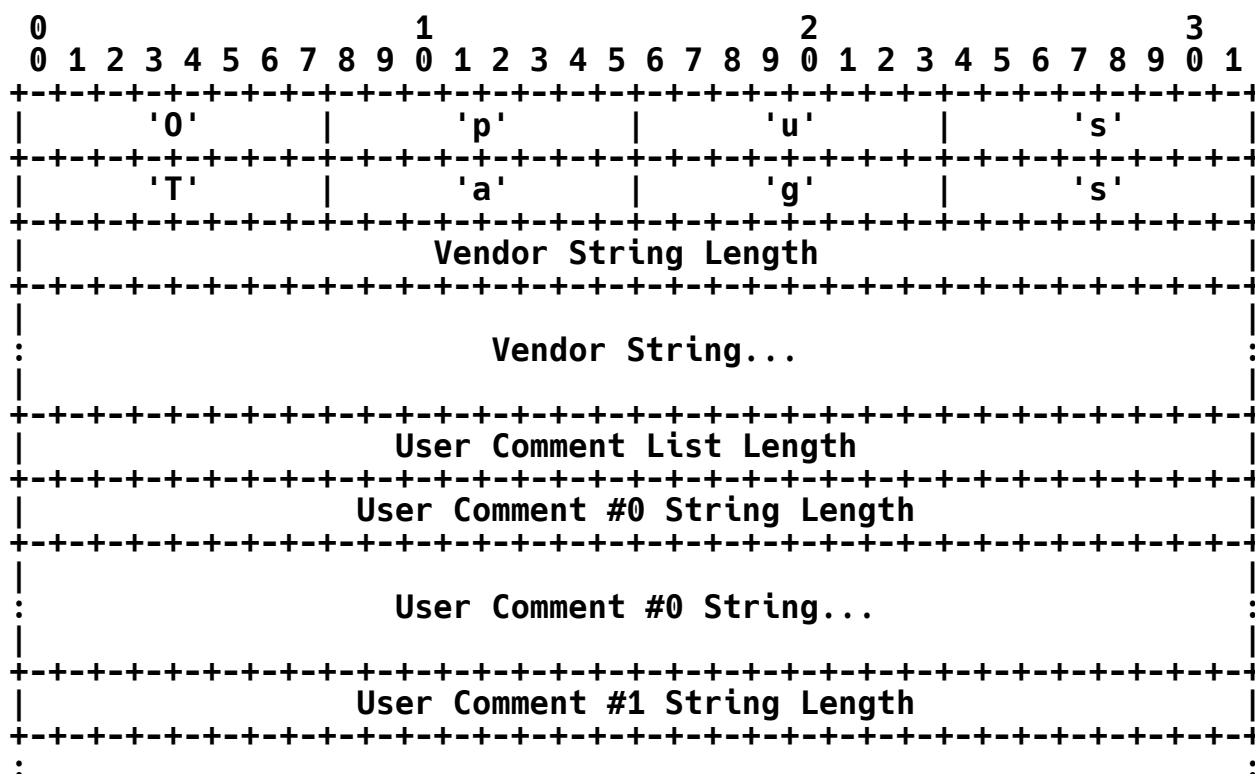 0                   1                   2                   3
 0 1 2 3 4 5 6 7 8 9 0 1 2 3 4 5 6 7 8 9 0 1 2 3 4 5 6 7 8 9 0 1
+-+-+-+-+-+-+-+-+-+-+-+-+-+-+-+-+-+-+-+-+-+-+-+-+-+-+-+-+-+-+-+-+
|      'O'      |      'p'      |      'u'      |      's'      |
+-+-+-+-+-+-+-+-+-+-+-+-+-+-+-+-+-+-+-+-+-+-+-+-+-+-+-+-+-+-+-+-+
|      'T'      |      'a'      |      'g'      |      's'      |
+-+-+-+-+-+-+-+-+-+-+-+-+-+-+-+-+-+-+-+-+-+-+-+-+-+-+-+-+-+-+-+-+
|                     Vendor String Length                      |
+-+-+-+-+-+-+-+-+-+-+-+-+-+-+-+-+-+-+-+-+-+-+-+-+-+-+-+-+-+-+-+-+
|                                                               |
:                        Vendor String...                       :
|                                                               |
+-+-+-+-+-+-+-+-+-+-+-+-+-+-+-+-+-+-+-+-+-+-+-+-+-+-+-+-+-+-+-+-+
|                   User Comment List Length                    |
+-+-+-+-+-+-+-+-+-+-+-+-+-+-+-+-+-+-+-+-+-+-+-+-+-+-+-+-+-+-+-+-+
|                 User Comment #0 String Length                 |
+-+-+-+-+-+-+-+-+-+-+-+-+-+-+-+-+-+-+-+-+-+-+-+-+-+-+-+-+-+-+-+-+
|                                                               |
:                   User Comment #0 String...                   :
|                                                               |
+-+-+-+-+-+-+-+-+-+-+-+-+-+-+-+-+-+-+-+-+-+-+-+-+-+-+-+-+-+-+-+-+
|                 User Comment #1 String Length                 |
+-+-+-+-+-+-+-+-+-+-+-+-+-+-+-+-+-+-+-+-+-+-+-+-+-+-+-+-+-+-+-+-+
:                                                               :